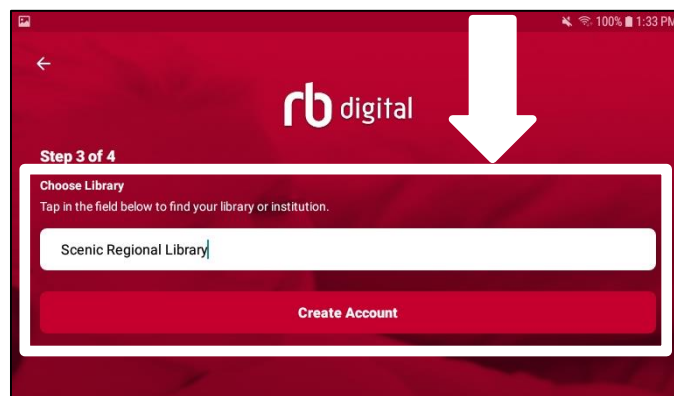 100% 1:33 PM
rb digital
Step 3 of 4
Choose Library
Tap in the field below to find your library or institution.
Scenic Regional Library
Create Account